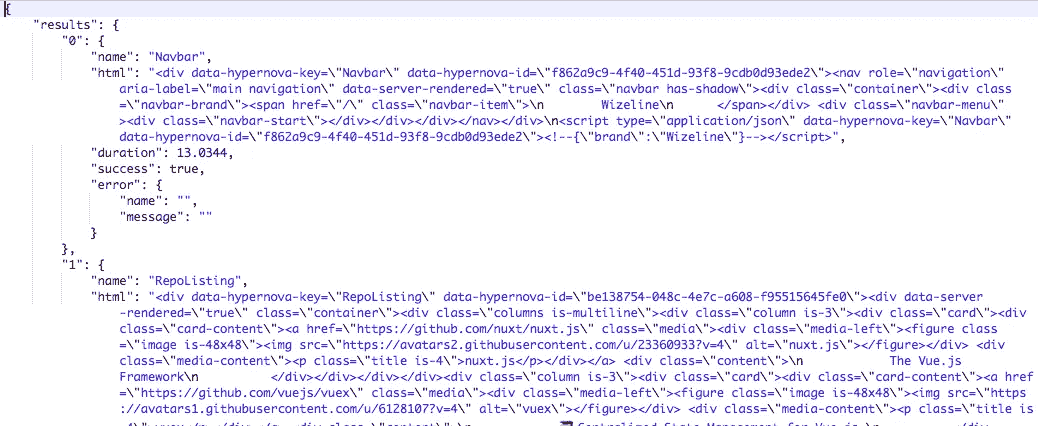 {
"results": {
"0": {
"name": "Navbar",
"html": "<div data-hypernova-key=\"Navbar\" data-hypernova-id=\"f862a9c9-4f40-451d-93f8-9cdb0d93ede2\"><nav role=\"navigation\"
aria-label=\"main navigation\" data-server-rendered=\"true\" class=\"navbar has-shadow\"><div class=\"container\"><div class
=\"navbar-brand\"><span href=\"/\" class=\"navbar-item\">\n        Wizeline\n      </span></div> <div class=\"navbar-menu\"
><div class=\"navbar-start\"></div></div></div></nav></div>\n<script type=\"application/json\" data-hypernova-key=\"Navbar\"
data-hypernova-id=\"f862a9c9-4f40-451d-93f8-9cdb0d93ede2\"><!--{\"brand\":\"Wizeline\"}--></script>",
"duration": 13.0344,
"success": true,
"error": {
"name": "",
"message": ""
}
},
"1": {
"name": "RepoListing",
"html": "<div data-hypernova-key=\"RepoListing\" data-hypernova-id=\"be138754-048c-4e7c-a608-f95515645fe0\"><div data-server
-rendered=\"true\" class=\"container\"><div class=\"columns is-multiline\"><div class=\"column is-3\"><div class=\"card\"><div
class=\"card-content\"><a href=\"https://github.com/nuxt/nuxt.js\" class=\"media\"><div class=\"media-left\"><figure class
=\"image is-48x48\"><img src=\"https://avatars2.githubusercontent.com/u/23360933?v=4\" alt=\"nuxt.js\"></figure></div> <div
class=\"media-content\"><p class=\"title is-4\">nuxt.js</p></div></a> <div class=\"content\">\n            The Vue.js
Framework\n          </div></div></div></div><div class=\"column is-3\"><div class=\"card\"><div class=\"card-content\"><a href
=\"https://github.com/vuejs/vuex\" class=\"media\"><div class=\"media-left\"><figure class=\"image is-48x48\"><img src=\"https
://avatars1.githubusercontent.com/u/6128107?v=4\" alt=\"vuex\"></figure></div> <div class=\"media-content\"><p class=\"title is